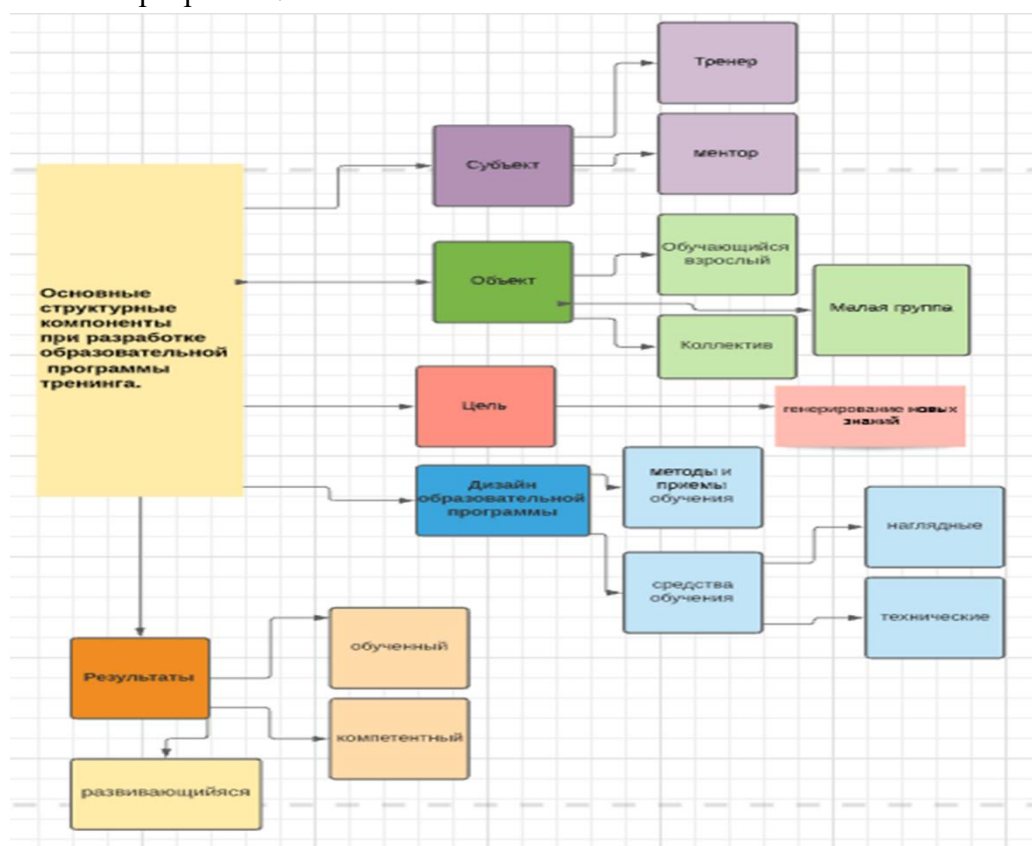 Тренер
Субъект
ментор
Обучающийся
взрослый
Объект
Малая группа
Коллектив
Основные
структурные
компоненты
при разработке
образовательной
программы
тренинга.
Цель
генерирование новых
знаний
Дизайн
образовательной
программы
методы и
приемы
обучения
наглядные
средства
обучения
технические
Результаты
обученный
компетентный
развивающийяся